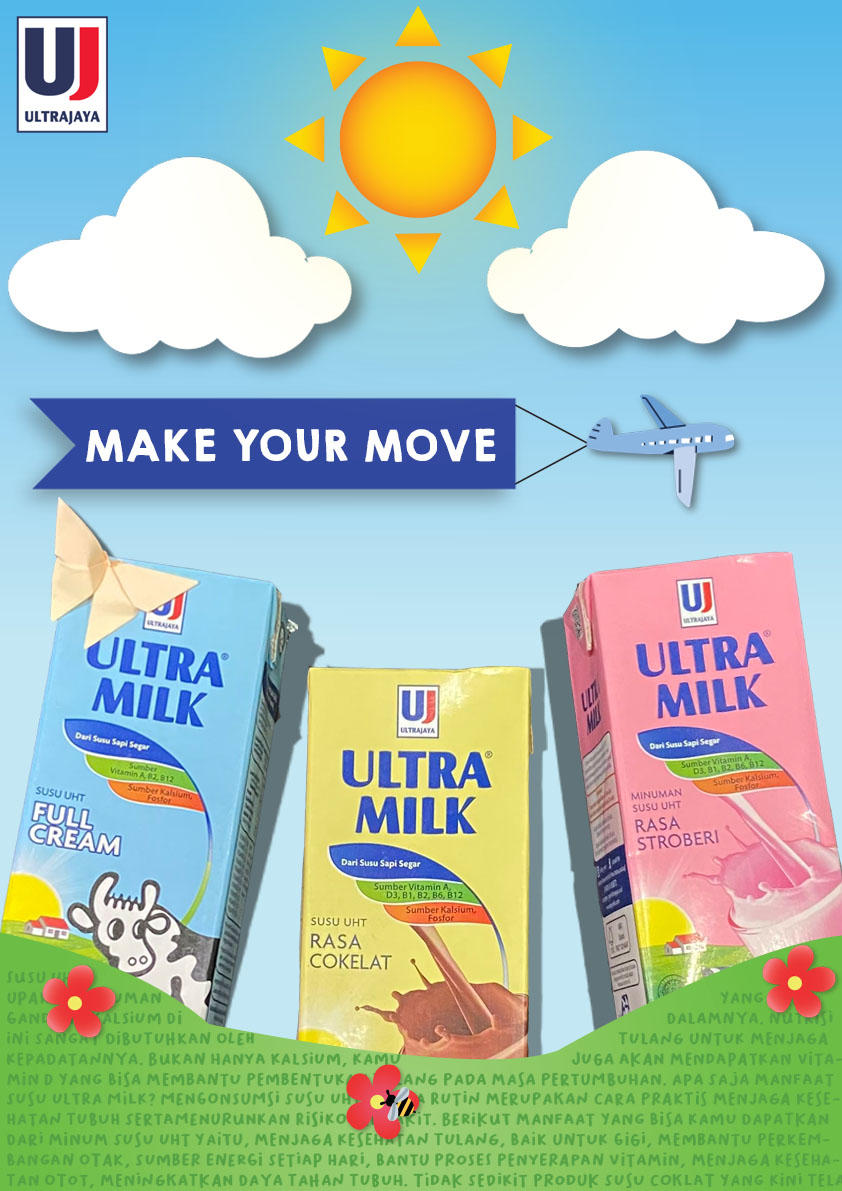 UJ
ULTRAJAYA
MAKE YOUR MOVE
UJ
ULTRAJAYA
ULTRA®
MILK
Dari Susu Sapi Segar
Sumber
Vitamin A, B2, B12
Sumber Kalsium,
Fosfor
SUSU UHT
FULL
CREAM
UJ
ULTRAJAYA
ULTRA®
MILK
Dari Susu Sapi Segar
Sumber Vitamin A,
D3, B1, B2, B6, B12
Sumber Kalsium,
Fosfor
SUSU UHT
RASA
COKELAT
UJ
ULTRAJAYA
ULTRA®
MILK
Dari Susu Sapi Segar
Sumber Vitamin A,
D3, B1, B2, B6, B12
Sumber Kalsium,
Fosfor
MINUMAN
SUSU UHT
RASA
STROBERI
ULTRA
MILK
SUSU
YANG
KALSIUM DI DALAMNYA. NUTRISI
INI SANGAT DIBUTUHKAN OLEH TULANG UNTUK MENJAGA
KEPADATANNYA. BUKAN HANYA KALSIUM, KAMU JUGA AKAN MENDAPATKAN VITA-
MIN D YANG BISA MEMBANTU PEMBENTUK PADA MASA PERTUMBUHAN. APA SAJA MANFAAT
SUSU ULTRA MILK? MENGONSUMSI SUSU RUTIN MERUPAKAN CARA PRAKTIS MENJAGA KESE-
HATAN TUBUH SERTAMENURUNKAN RISIKO BERIKUT MANFAAT YANG BISA KAMU DAPATKAN
DARI MINUM SUSU UHT YAITU, MENJAGA KESEHATAN TULANG, BAIK UNTUK GIGI, MEMBANTU PERKEM-
BANGAN OTAK, SUMBER ENERGI SETIAP HARI, BANTU PROSES PENYERAPAN VITAMIN, MENJAGA KESEHA-
TAN OTOT, MENINGKATKAN DAYA TAHAN TUBUH. TIDAK SEDIKIT PRODUK SUSU COKLAT YANG KINI TELA